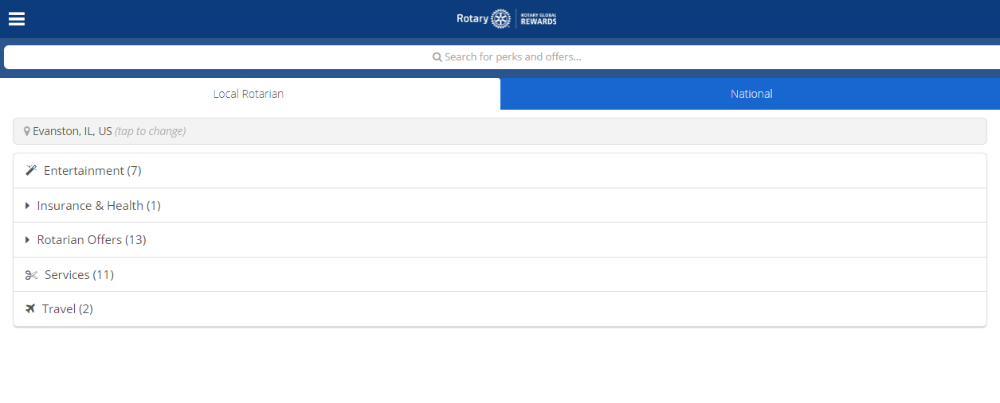 Rotary ROTARY GLOBAL REWARDS
Search for perks and offers...
Local Rotarian National
Evanston, IL, US (tap to change)
Entertainment (7)
Insurance & Health (1)
Rotarian Offers (13)
Services (11)
Travel (2)